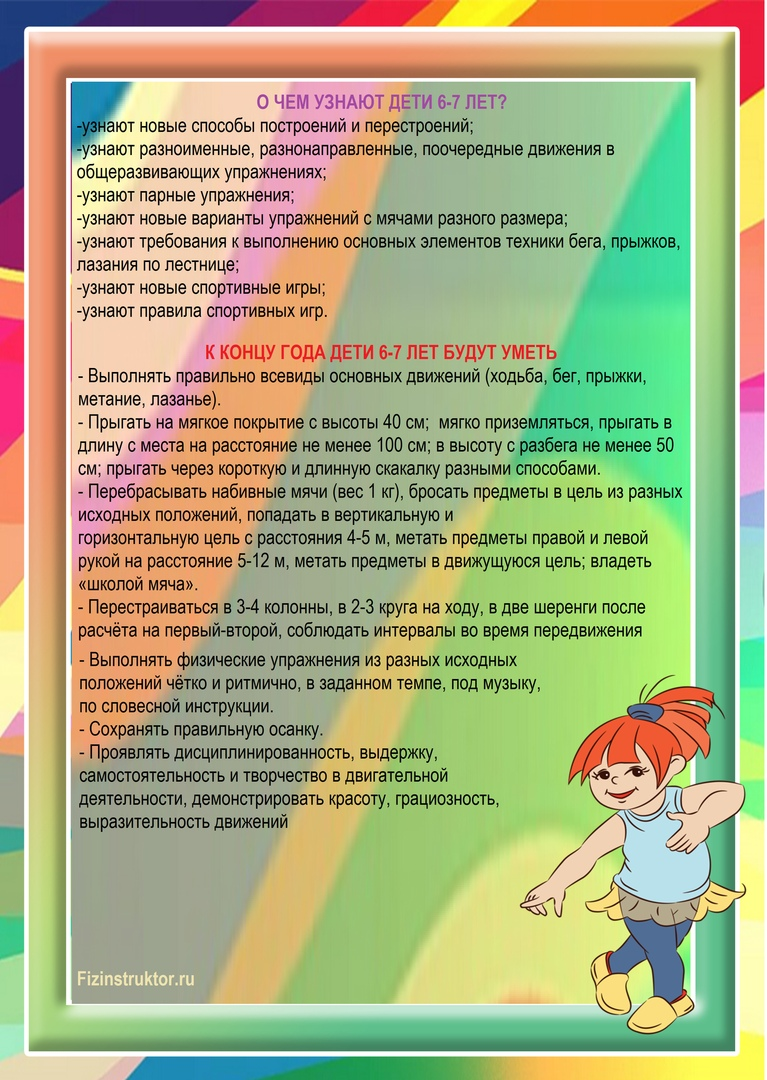 О ЧЕМ УЗНАЮТ ДЕТИ 6-7 ЛЕТ?
-узнают новые способы построений и перестроений;
-узнают разноименные, разнонаправленные, поочередные движения в
общеразвивающих упражнениях;
-узнают парные упражнения;
-узнают новые варианты упражнений с мячами разного размера;
-узнают требования к выполнению основных элементов техники бега, прыжков,
лазания по лестнице;
-узнают новые спортивные игры;
-узнают правила спортивных игр.
К КОНЦУ ГОДА ДЕТИ 6-7 ЛЕТ БУДУТ УМЕТЬ
- Выполнять правильно всевиды основных движений (ходьба, бег, прыжки,
метание, лазанье).
- Прыгать на мягкое покрытие с высоты 40 см; мягко приземляться, прыгать в
длину с места на расстояние не менее 100 см; в высоту с разбега не менее 50
см; прыгать через короткую и длинную скакалку разными способами.
- Перебрасывать набивные мячи (вес 1 кг), бросать предметы в цель из разных
исходных положений, попадать в вертикальную и
горизонтальную цель с расстояния 4-5 м, метать предметы правой и левой
рукой на расстояние 5-12 м, метать предметы в движущуюся цель; владеть
«школой мяча».
- Перестраиваться в 3-4 колонны, в 2-3 круга на ходу, в две шеренги после
расчёта на первый-второй, соблюдать интервалы во время передвижения
- Выполнять физические упражнения из разных исходных
положений чётко и ритмично, в заданном темпе, под музыку,
по словесной инструкции.
- Сохранять правильную осанку.
- Проявлять дисциплинированность, выдержку,
самостоятельность и творчество в двигательной
деятельности, демонстрировать красоту, грациозность,
выразительность движений
Fizinstruktor.ru